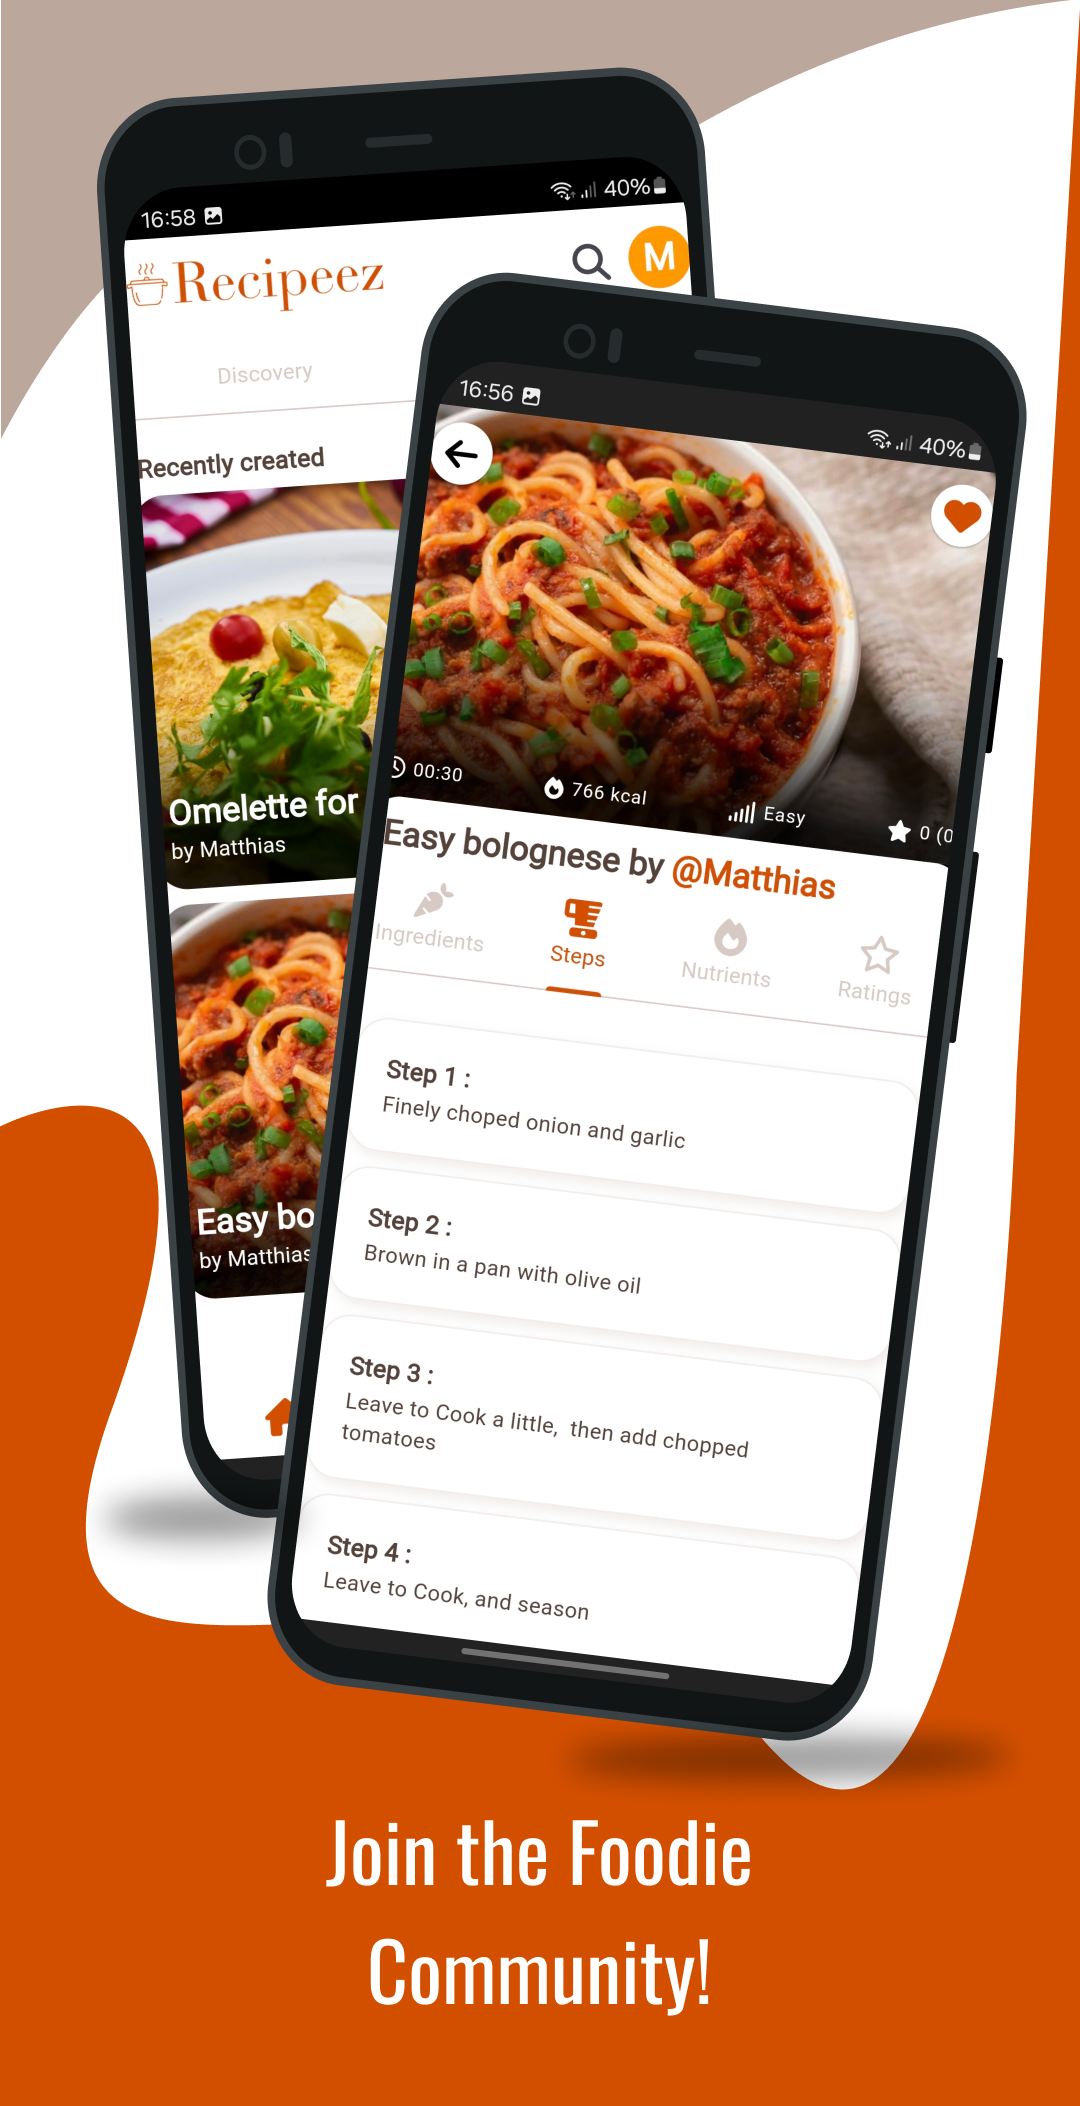 16:58
40%
Recipeez
M
Discovery
Recently created
Omelette for
by Matthias
Easy bo
by Matthias
16:56
40%
00:30
766 kcal
Easy
0 (0
Easy bolognese by @Matthias
Ingredients
Steps
Nutrients
Ratings
Step 1 :
Finely choped onion and garlic
Step 2 :
Brown in a pan with olive oil
Step 3 :
Leave to Cook a little,  then add chopped
tomatoes
Step 4 :
Leave to Cook, and season
Join the Foodie
Community!